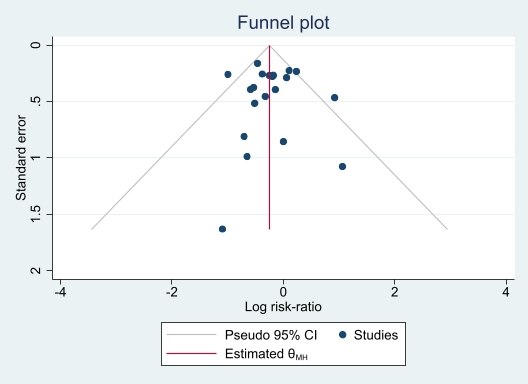 Funnel plot
Standard error
0
.5
1
1.5
2
-4 -2 0 2 4
Log risk-ratio
Pseudo 95% CI Studies
Estimated θMH